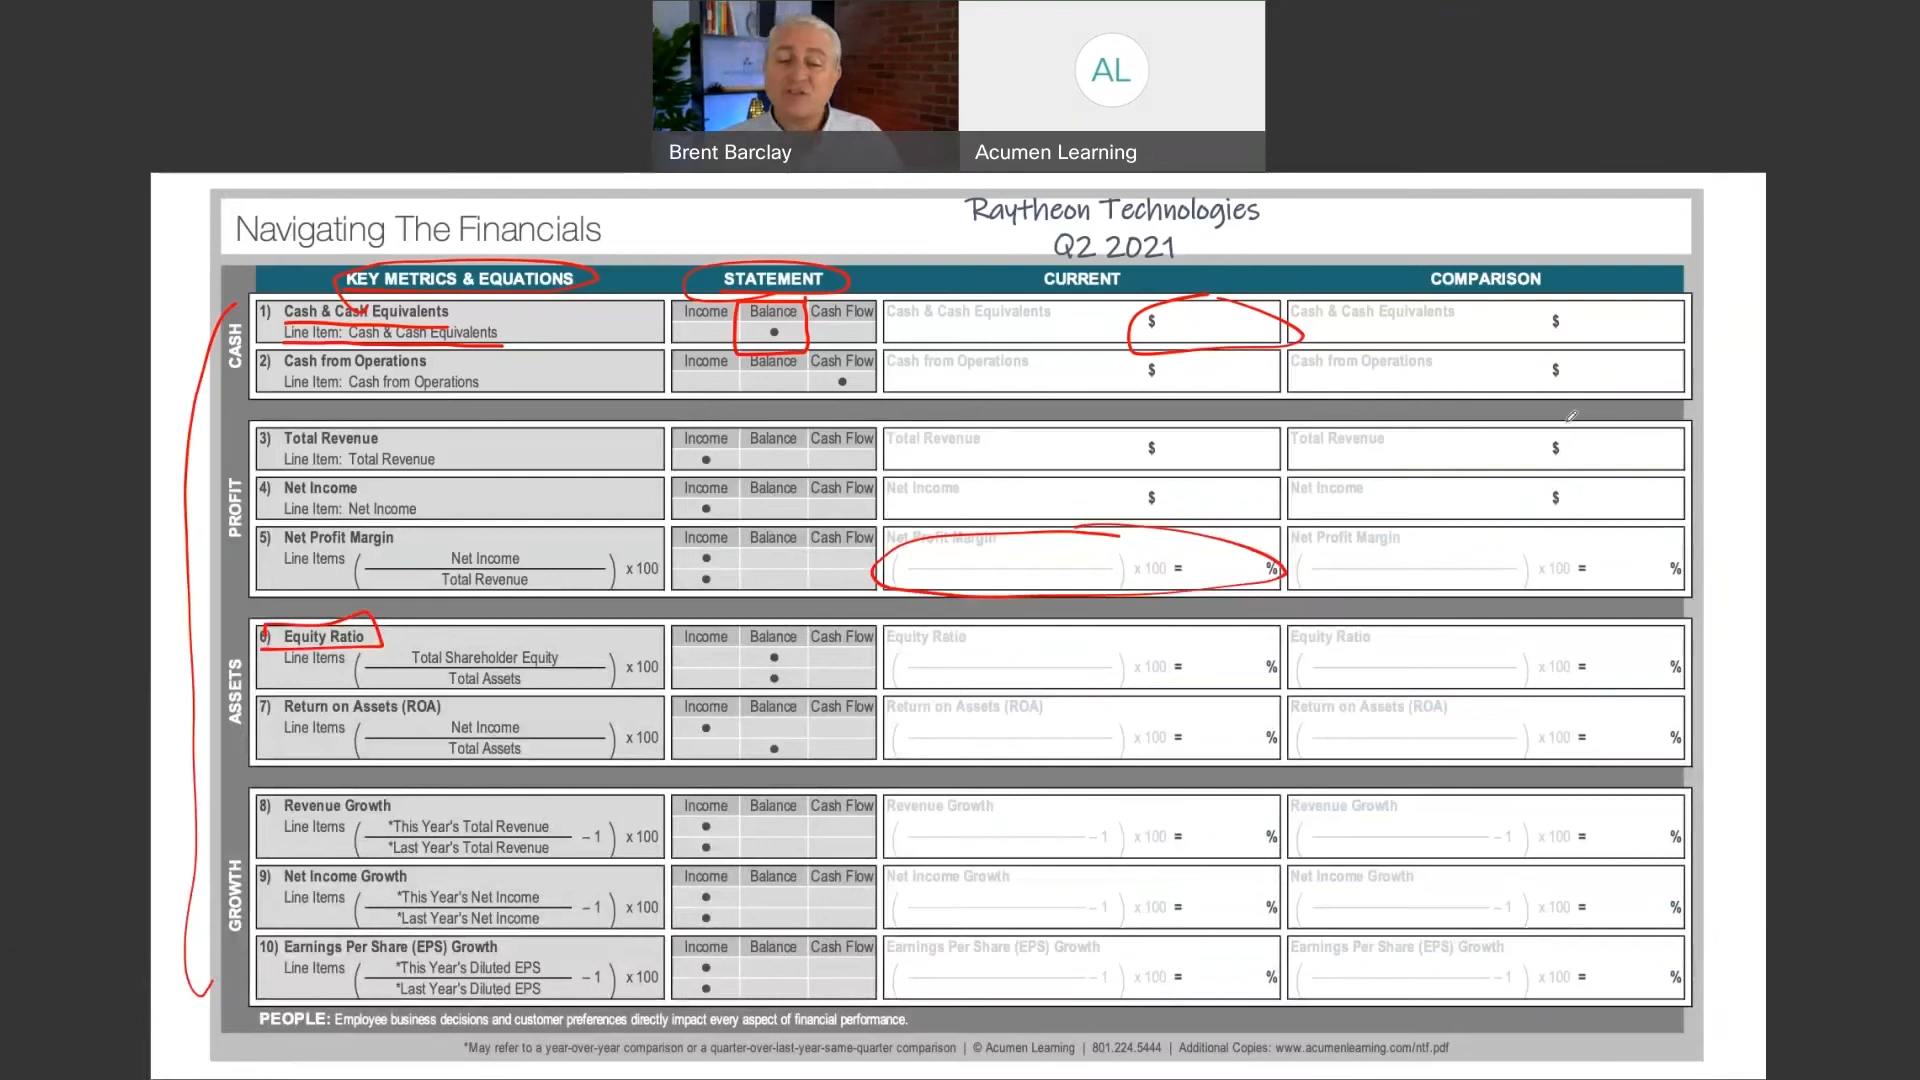 AL
Brent Barclay
Acumen Learning
Navigating The Financials
Raytheon Technologies
Q2 2021
KEY METRICS & EQUATIONS STATEMENT CURRENT COMPARISON
CASH
1) Cash & Cash Equivalents Income Balance Cash Flow Cash & Cash Equivalents $ Cash & Cash Equivalents $
Line Item: Cash & Cash Equivalents •
2) Cash from Operations Income Balance Cash Flow Cash from Operations $ Cash from Operations $
Line Item: Cash from Operations •
PROFIT
3) Total Revenue Income Balance Cash Flow Total Revenue $ Total Revenue $
Line Item: Total Revenue •
4) Net Income Income Balance Cash Flow Net Income $ Net Income $
Line Item: Net Income •
5) Net Profit Margin Income Balance Cash Flow Net Profit Margin Net Profit Margin
Line Items ( Net Income •
Total Revenue ) x 100 • ( ) x 100 = % ( ) x 100 = %
ASSETS
6) Equity Ratio Income Balance Cash Flow Equity Ratio Equity Ratio
Line Items ( Total Shareholder Equity •
Total Assets ) x 100 • ( ) x 100 = % ( ) x 100 = %
7) Return on Assets (ROA) Income Balance Cash Flow Return on Assets (ROA) Return on Assets (ROA)
Line Items ( Net Income •
Total Assets ) x 100 • ( ) x 100 = % ( ) x 100 = %
GROWTH
8) Revenue Growth Income Balance Cash Flow Revenue Growth Revenue Growth
Line Items ( *This Year's Total Revenue •
*Last Year's Total Revenue – 1 ) x 100 • ( – 1 ) x 100 = % ( – 1 ) x 100 = %
9) Net Income Growth Income Balance Cash Flow Net Income Growth Net Income Growth
Line Items ( *This Year's Net Income •
*Last Year's Net Income – 1 ) x 100 • ( – 1 ) x 100 = % ( – 1 ) x 100 = %
10) Earnings Per Share (EPS) Growth Income Balance Cash Flow Earnings Per Share (EPS) Growth Earnings Per Share (EPS) Growth
Line Items ( *This Year's Diluted EPS •
*Last Year's Diluted EPS – 1 ) x 100 • ( – 1 ) x 100 = % ( – 1 ) x 100 = %
PEOPLE: Employee business decisions and customer preferences directly impact every aspect of financial performance.
*May refer to a year-over-year comparison or a quarter-over-last-year-same-quarter comparison | © Acumen Learning | 801.224.5444 | Additional Copies: www.acumenlearning.com/ntf.pdf